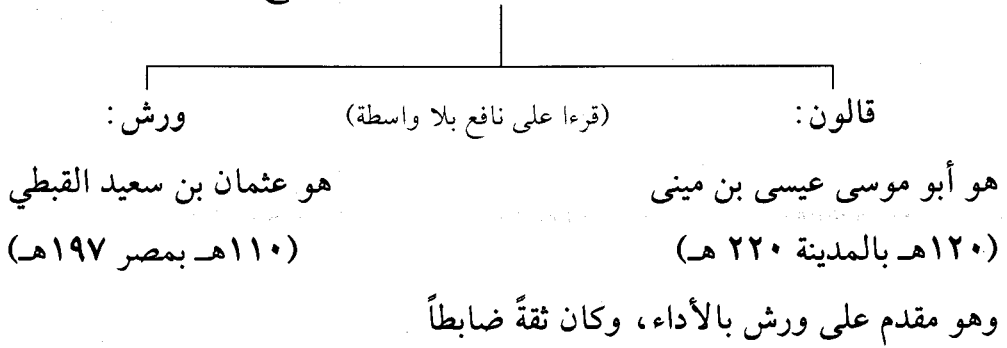 قالون: (قرءا على نافع بلا واسطة) ورش:
هو أبو موسى عيسى بن مينى هو عثمان بن سعيد القبطي
(١٢٠هـ بالمدينة ٢٢٠ هـ) (١١٠هـ بمصر ١٩٧هـ)
وهو مقدم على ورش بالأداء، وكان ثقةً ضابطاً